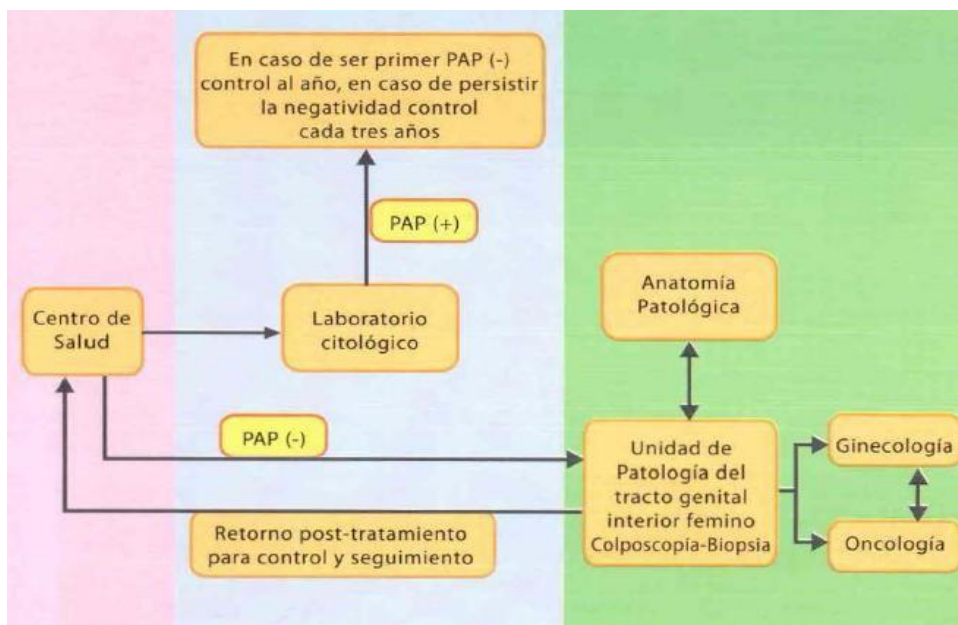 En caso de ser primer PAP (-)
control al año, en caso de persistir
la negatividad control
cada tres años
PAP (+)
Centro de
Salud
Laboratorio
citológico
Anatomía
Patológica
PAP (-)
Unidad de
Patología del
tracto genital
interior femino
Colposcopía-Biopsia
Ginecología
Oncología
Retorno post-tratamiento
para control y seguimiento